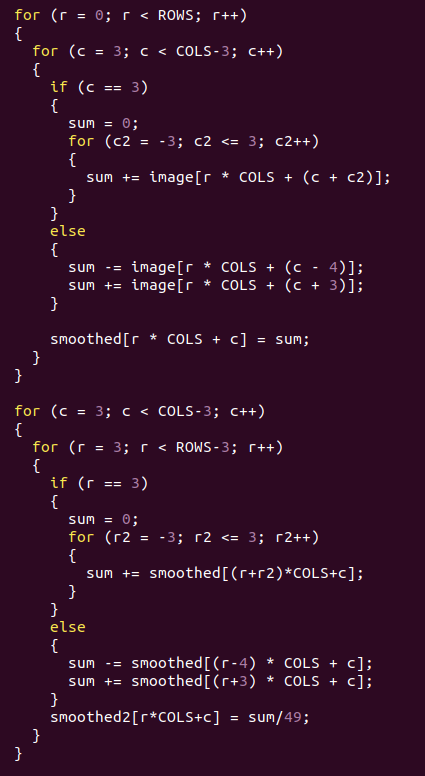 for (r = 0; r < ROWS; r++)
{
  for (c = 3; c < COLS-3; c++)
  {
    if (c == 3)
    {
      sum = 0;
      for (c2 = -3; c2 <= 3; c2++)
      {
        sum += image[r * COLS + (c + c2)];
      }
    }
    else
    {
      sum -= image[r * COLS + (c - 4)];
      sum += image[r * COLS + (c + 3)];
    }

    smoothed[r * COLS + c] = sum;
  }
}

for (c = 3; c < COLS-3; c++)
{
  for (r = 3; r < ROWS-3; r++)
  {
    if (r == 3)
    {
      sum = 0;
      for (r2 = -3; r2 <= 3; r2++)
      {
        sum += smoothed[(r+r2)*COLS+c];
      }
    }
    else
    {
      sum -= smoothed[(r-4) * COLS + c];
      sum += smoothed[(r+3) * COLS + c];
    }
    smoothed2[r*COLS+c] = sum/49;
  }
}